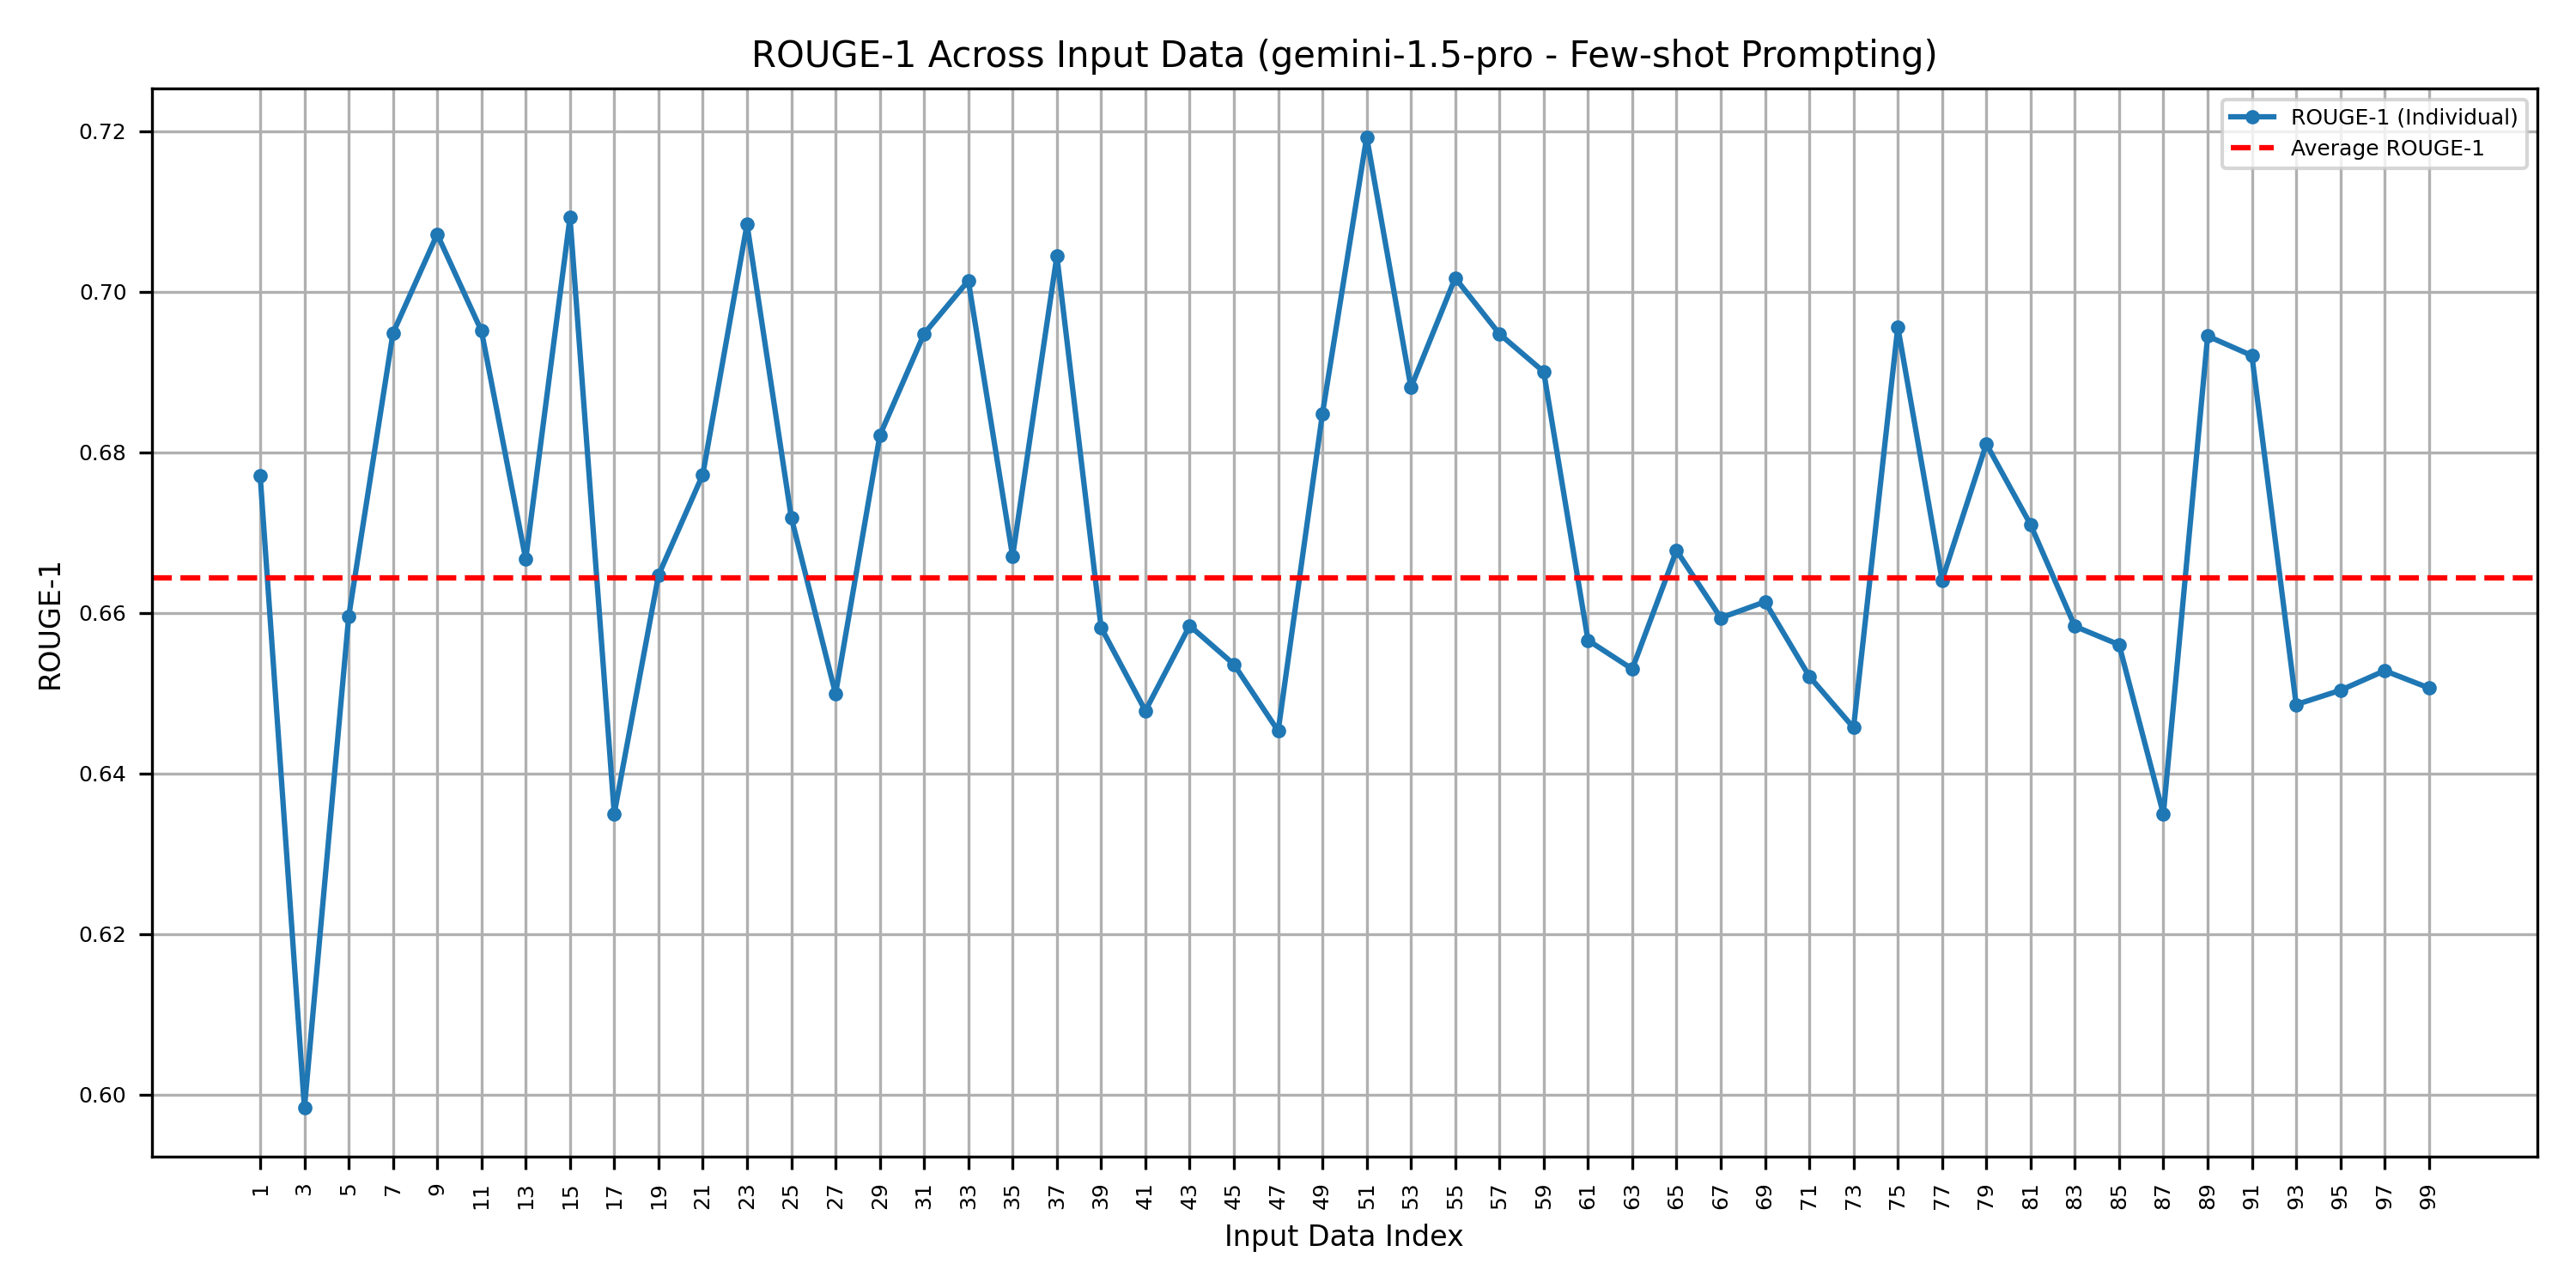 ROUGE-1 Across Input Data (gemini-1.5-pro - Few-shot Prompting)
ROUGE-1 (Individual)
Average ROUGE-1
0.72
0.70
0.68
0.66
0.64
0.62
0.60
ROUGE-1
1 3 5 7 9 11 13 15 17 19 21 23 25 27 29 31 33 35 37 39 41 43 45 47 49 51 53 55 57 59 61 63 65 67 69 71 73 75 77 79 81 83 85 87 89 91 93 95 97 99
Input Data Index